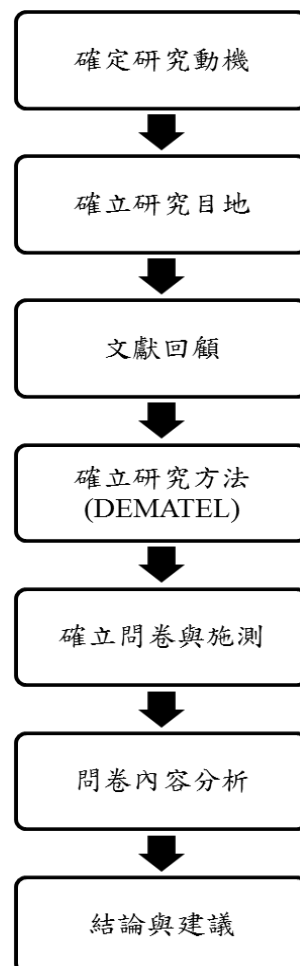 確定研究動機
確立研究目地
文獻回顧
確立研究方法
(DEMATEL)
確立問卷與施測
問卷內容分析
結論與建議